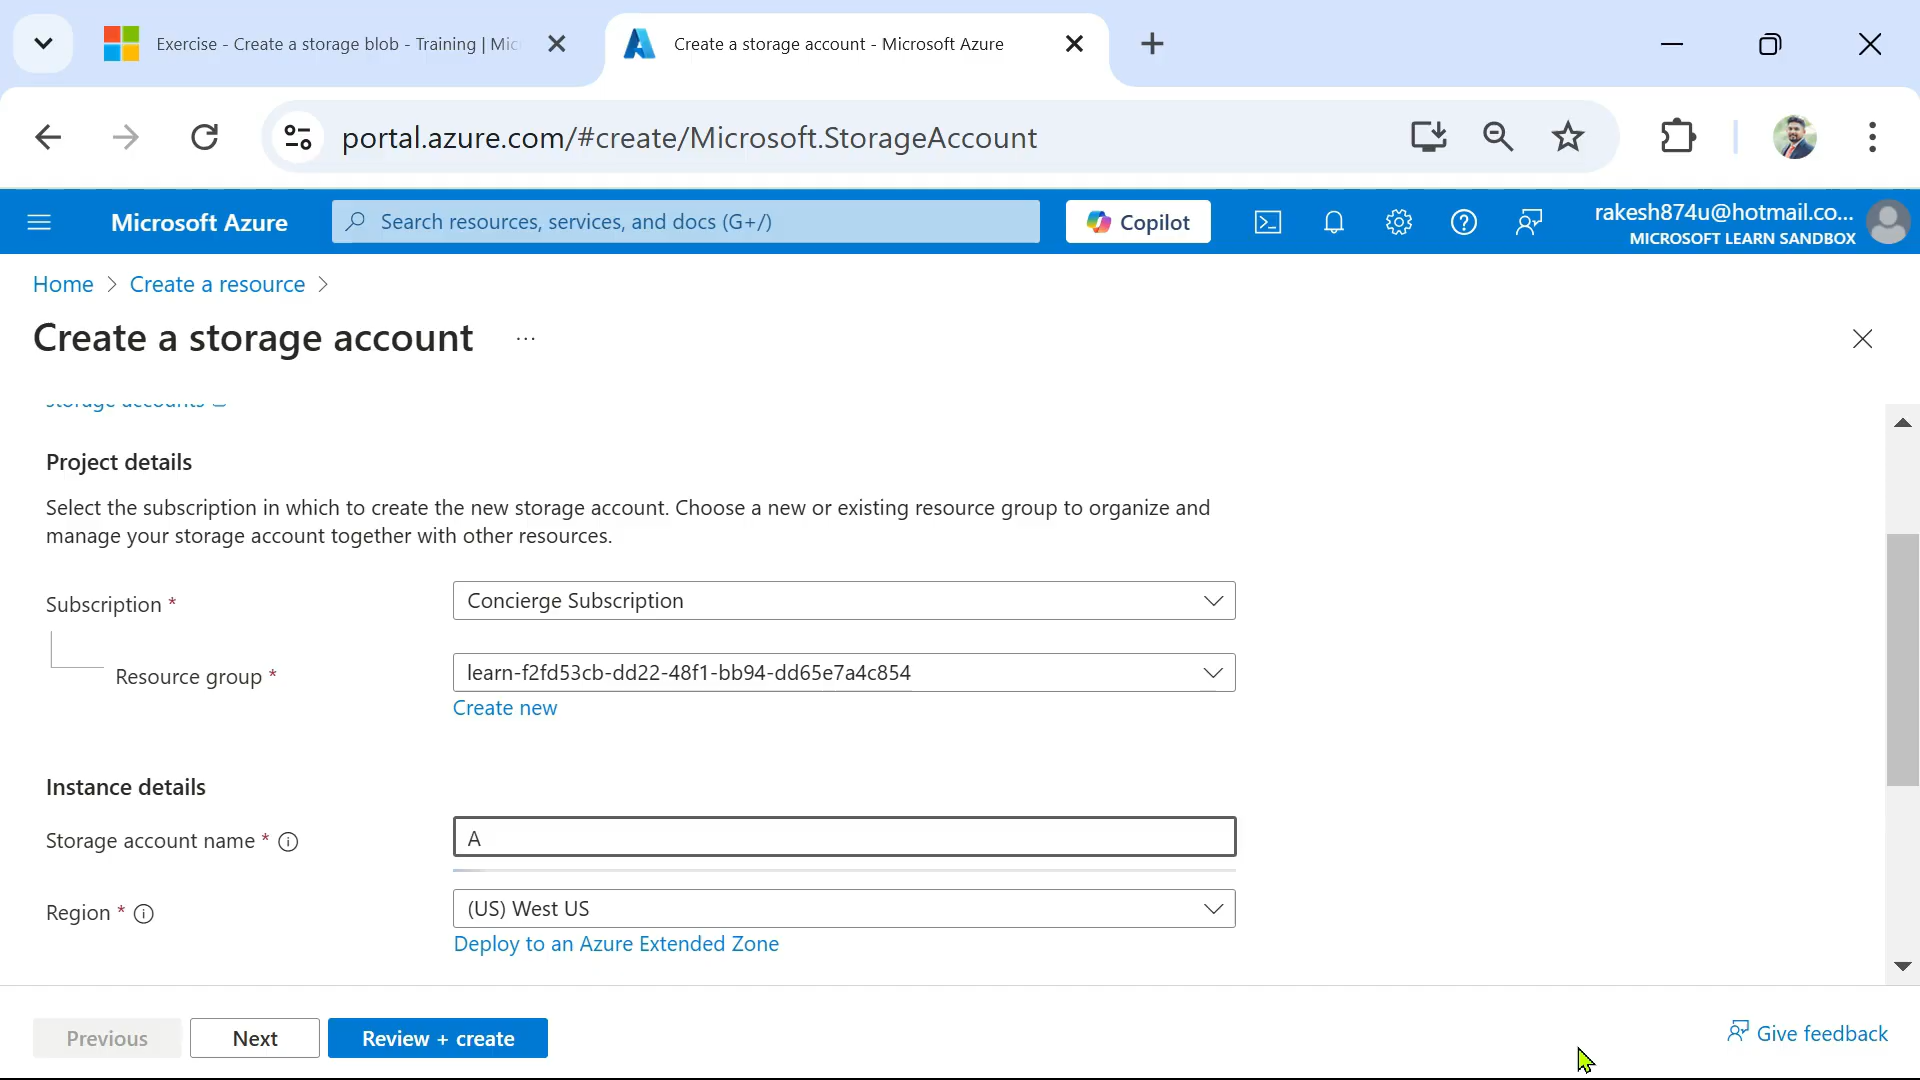 Exercise - Create a storage blob - Training | Mic
Create a storage account - Microsoft Azure
portal.azure.com/#create/Microsoft.StorageAccount
Microsoft Azure
Search resources, services, and docs (G+/)
Copilot
rakesh874u@hotmail.co...
MICROSOFT LEARN SANDBOX
Home > Create a resource >
Create a storage account ...
storage accounts
Project details
Select the subscription in which to create the new storage account. Choose a new or existing resource group to organize and
manage your storage account together with other resources.
Subscription *
Concierge Subscription
Resource group *
learn-f2fd53cb-dd22-48f1-bb94-dd65e7a4c854
Create new
Instance details
Storage account name *
A
Region *
(US) West US
Deploy to an Azure Extended Zone
Previous
Next
Review + create
Give feedback